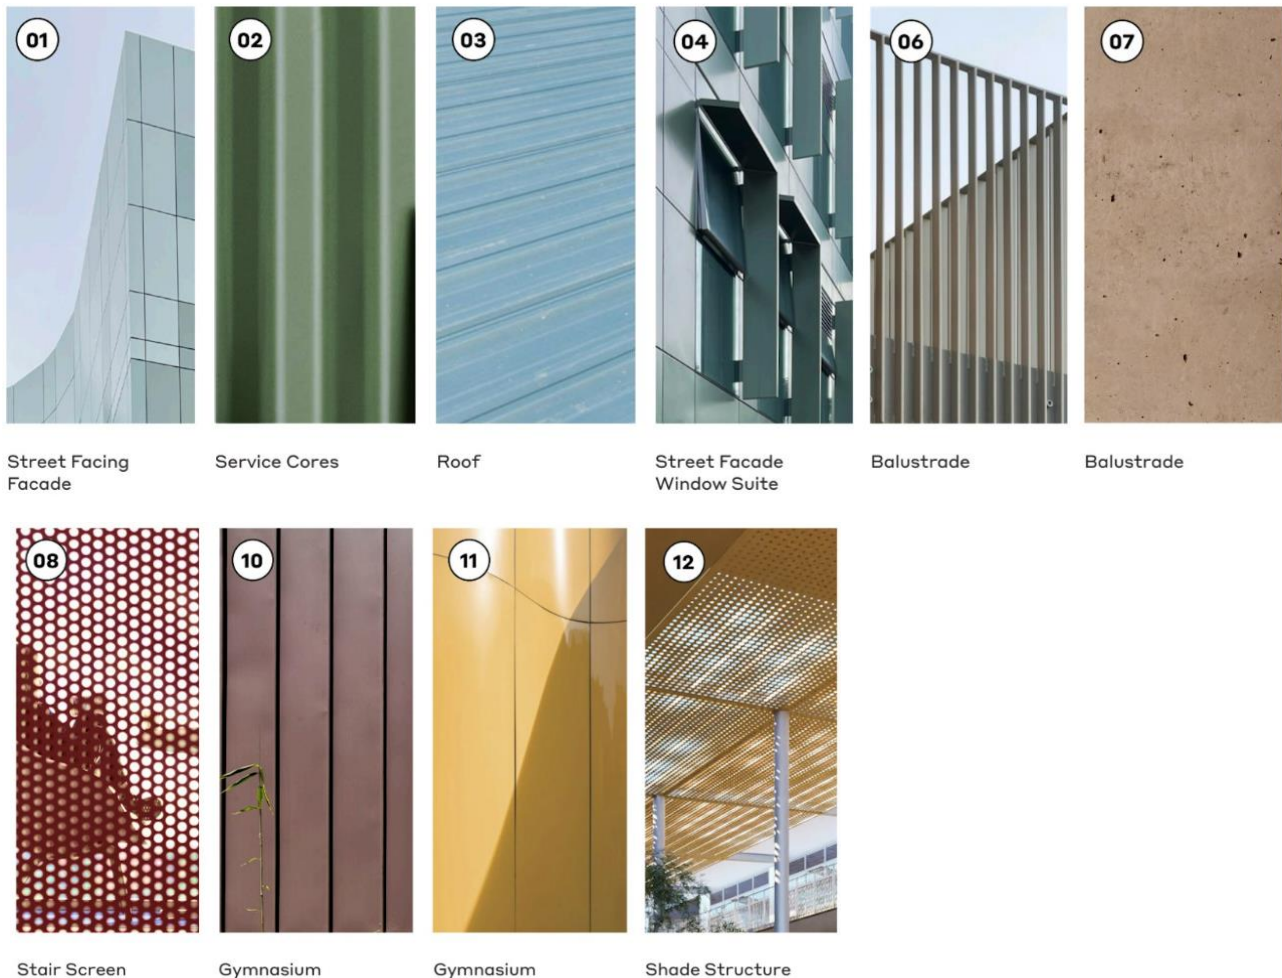 01
02
03
04
06
07
Street Facing
Facade
Service Cores
Roof
Street Facade
Window Suite
Balustrade
Balustrade
08
10
11
12
Stair Screen
Gymnasium
Gymnasium
Shade Structure